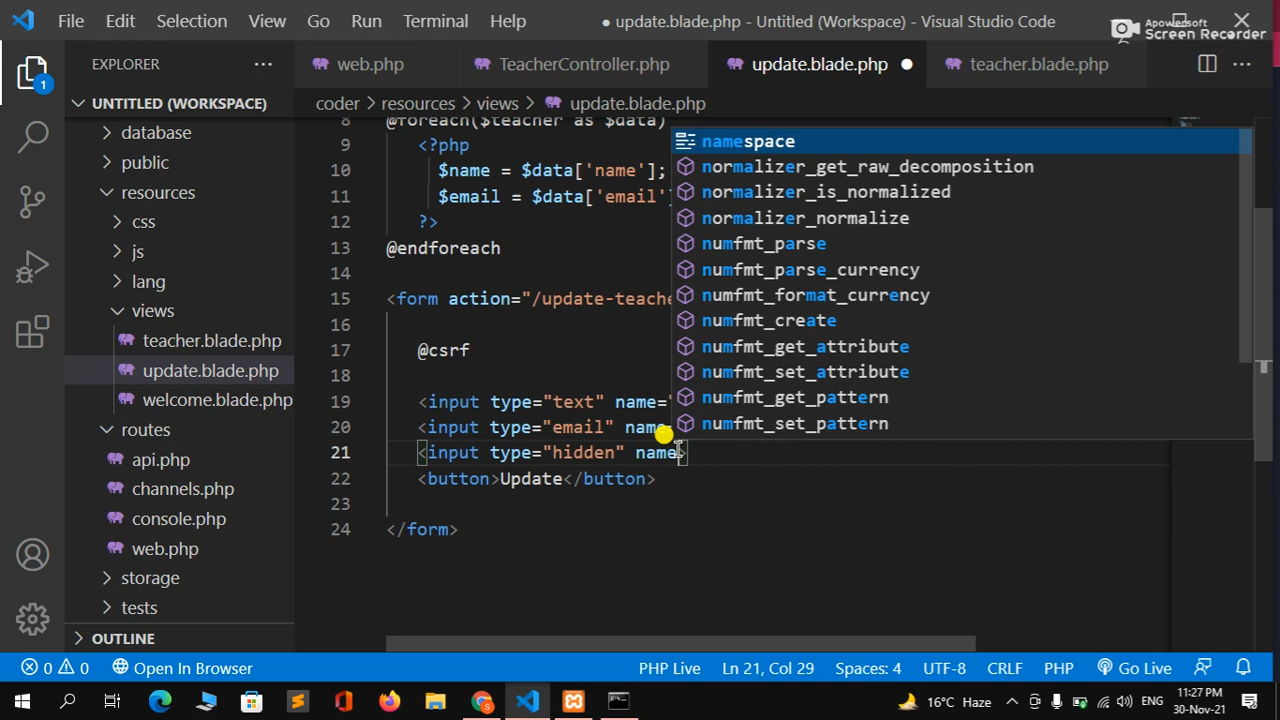 File Edit Selection View Go Run Terminal Help
● update.blade.php - Untitled (Workspace) - Visual Studio Code
Apowersoft
Screen Recorder
EXPLORER
web.php
TeacherController.php
update.blade.php
teacher.blade.php
UNTITLED (WORKSPACE)
coder > resources > views > update.blade.php
database
public
resources
css
js
lang
views
teacher.blade.php
update.blade.php
welcome.blade.php
routes
api.php
channels.php
console.php
web.php
storage
tests
OUTLINE
1
8 @foreach($teacher as $data)
9 <?php
10 $name = $data['name'];
11 $email = $data['email']
12 ?>
13 @endforeach
14
15 <form action="/update-teache
16
17 @csrf
18
19 <input type="text" name="
20 <input type="email" name=
21 <input type="hidden" name>
22 <button>Update</button>
23
24 </form>
namespace
normalizer_get_raw_decomposition
normalizer_is_normalized
normalizer_normalize
numfmt_parse
numfmt_parse_currency
numfmt_format_currency
numfmt_create
numfmt_get_attribute
numfmt_set_attribute
numfmt_get_pattern
numfmt_set_pattern
0 0 Open In Browser PHP Live Ln 21, Col 29 Spaces: 4 UTF-8 CRLF PHP Go Live
16°C Haze ENG
11:27 PM
30-Nov-21